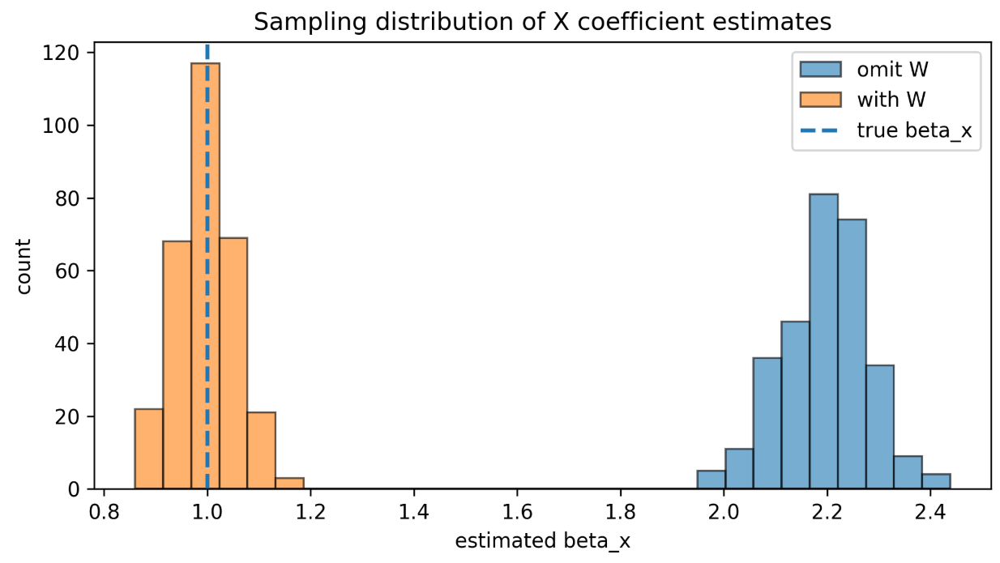 Sampling distribution of X coefficient estimates
120
100
80
60
40
20
0
count
omit W
with W
true beta_x
0.8 1.0 1.2 1.4 1.6 1.8 2.0 2.2 2.4
estimated beta_x